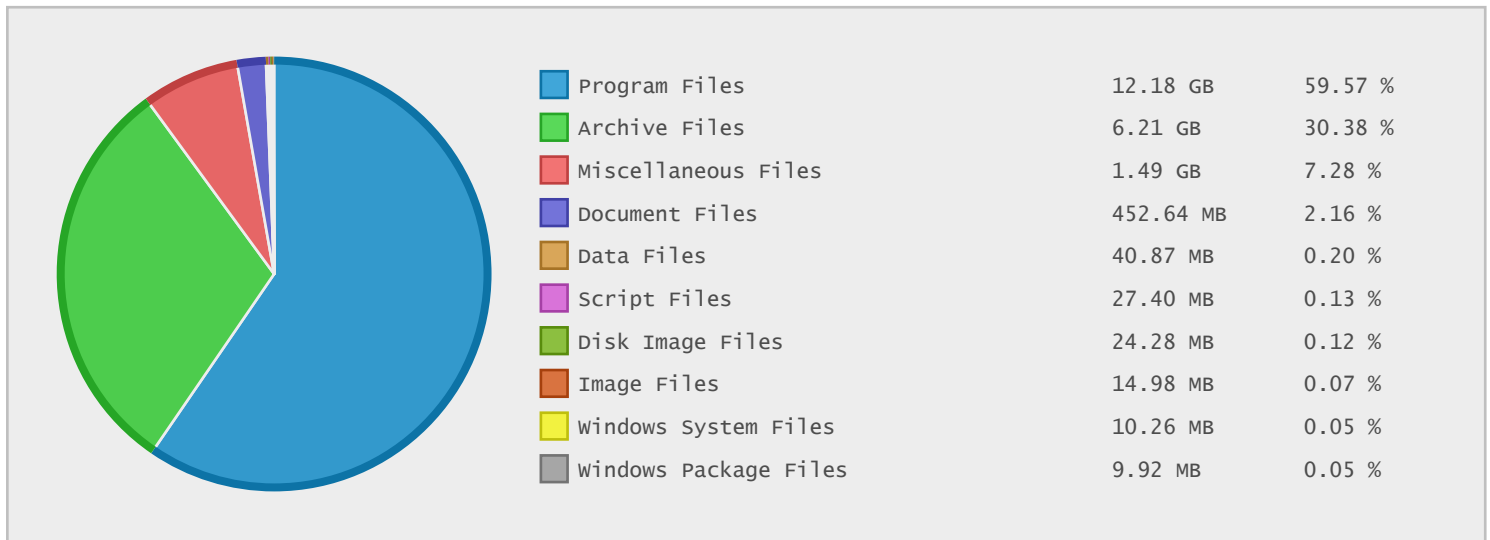 Program Files 12.18 GB 59.57 %
Archive Files 6.21 GB 30.38 %
Miscellaneous Files 1.49 GB 7.28 %
Document Files 452.64 MB 2.16 %
Data Files 40.87 MB 0.20 %
Script Files 27.40 MB 0.13 %
Disk Image Files 24.28 MB 0.12 %
Image Files 14.98 MB 0.07 %
Windows System Files 10.26 MB 0.05 %
Windows Package Files 9.92 MB 0.05 %